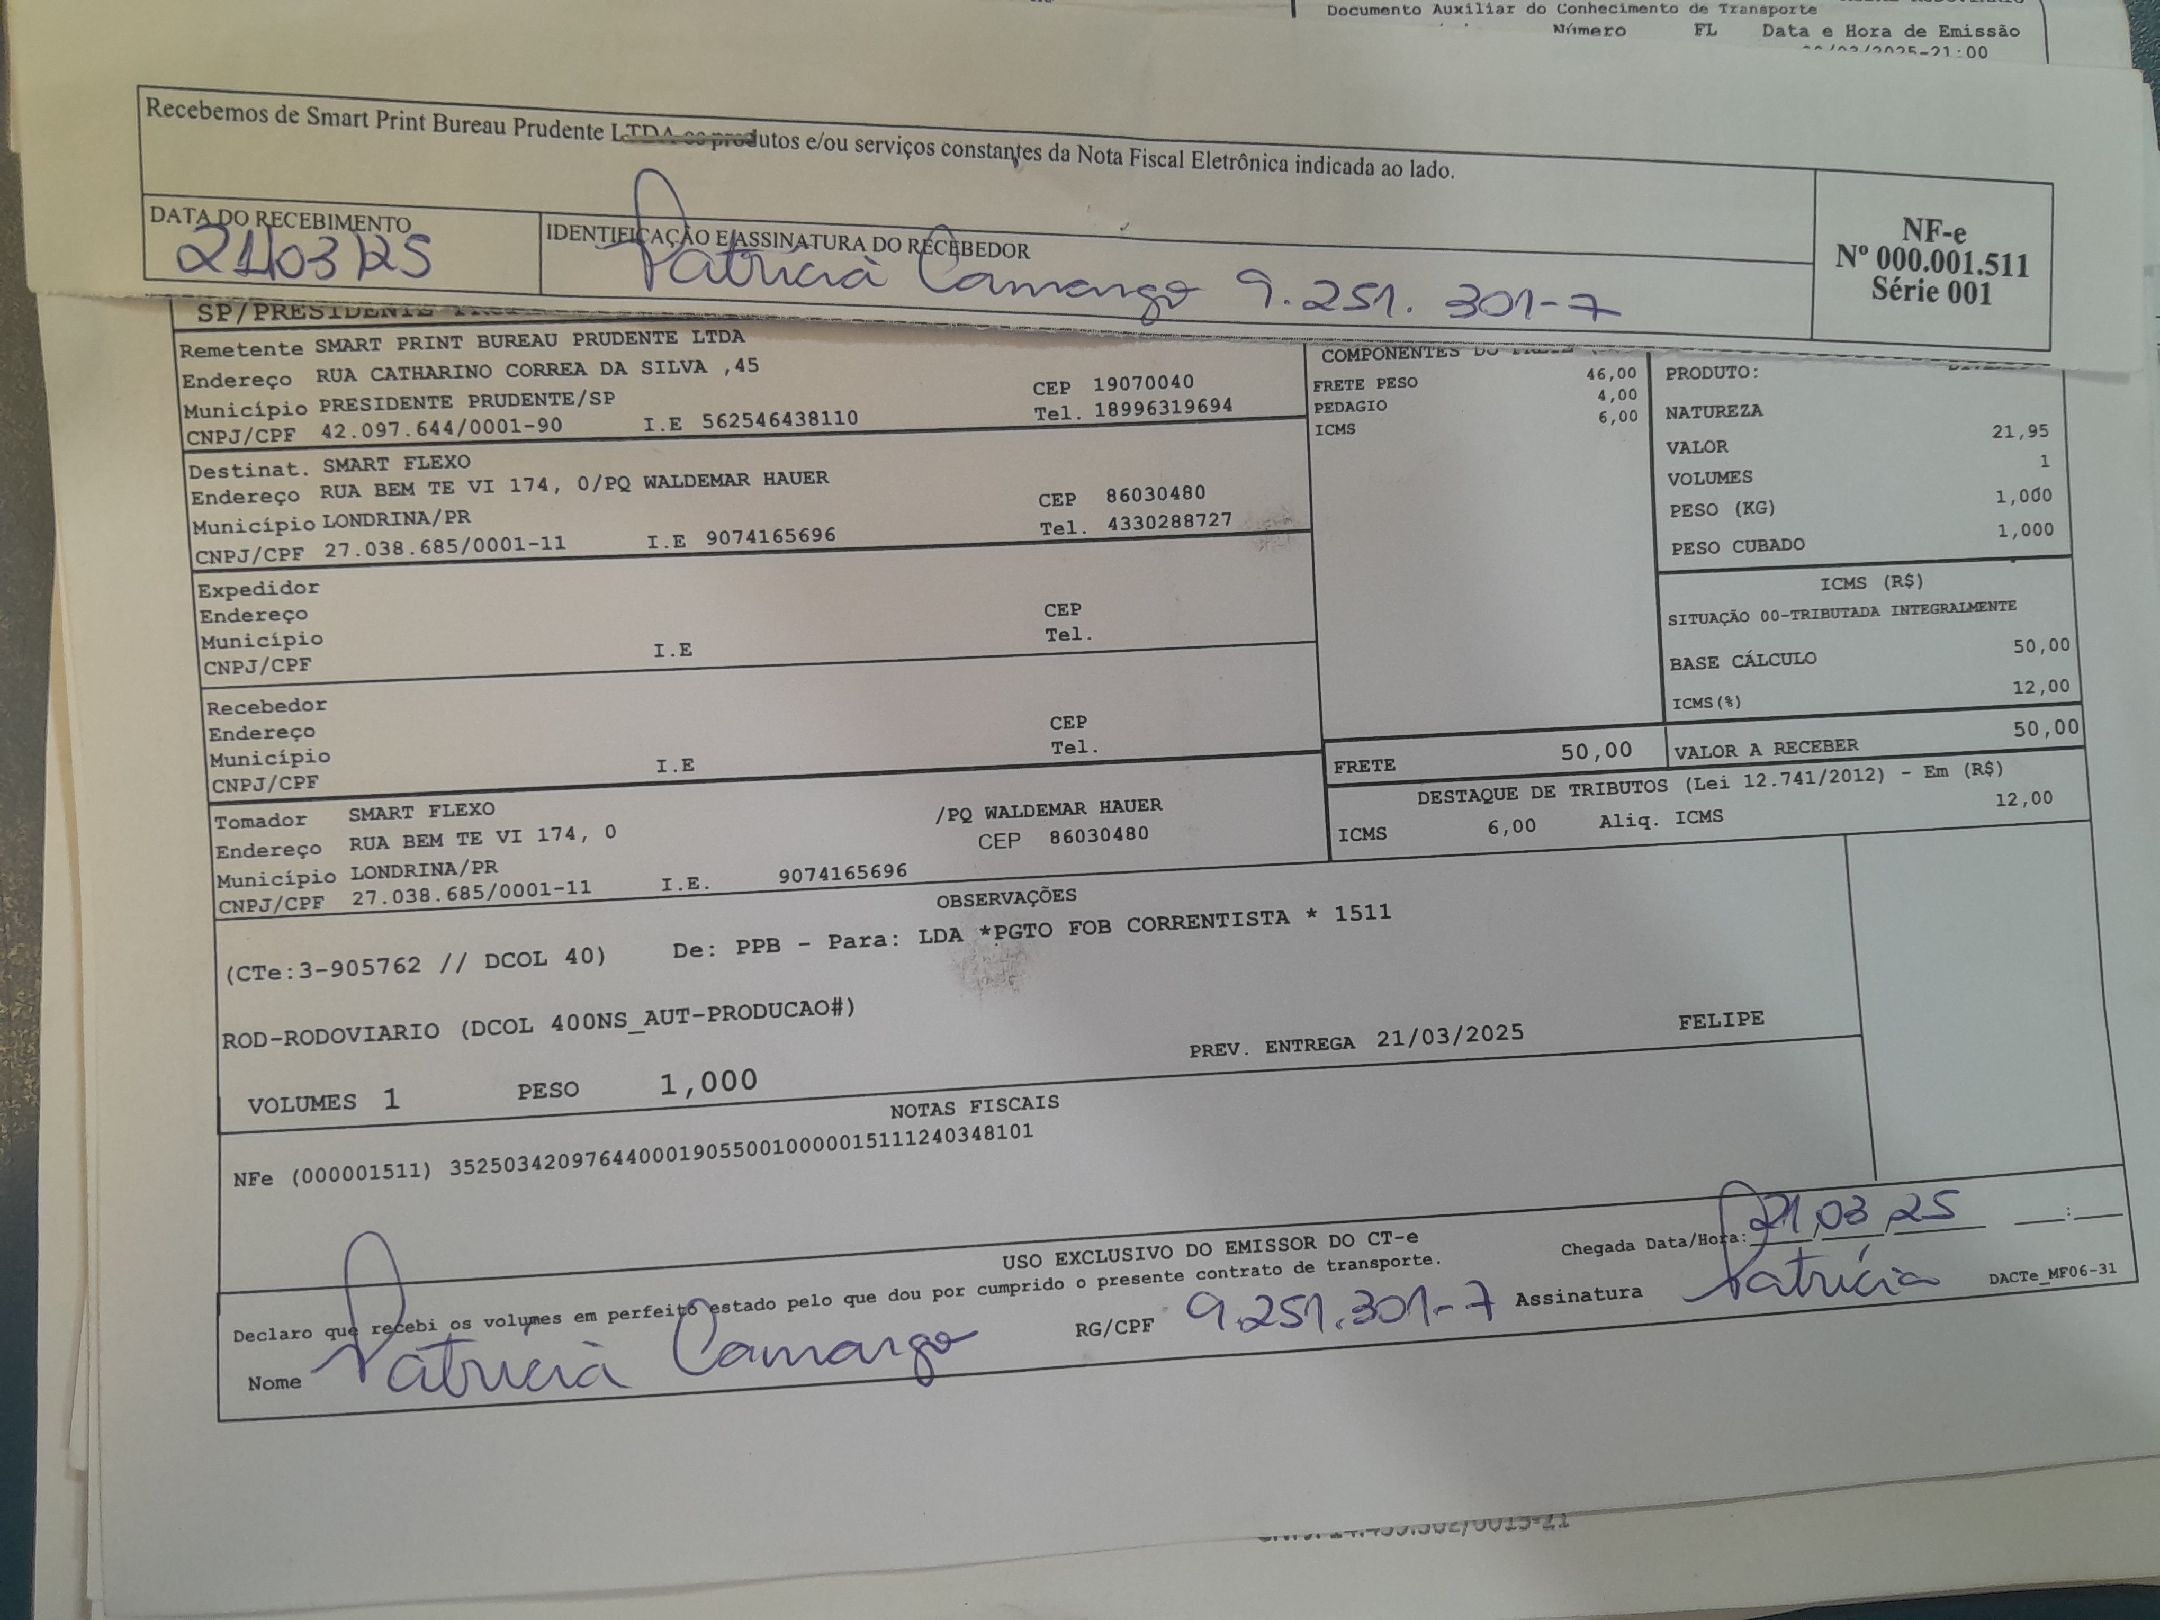 Documento Auxiliar do Conhecimento de Transporte
Número FL Data e Hora de Emissão
/2025-21:00
Recebemos de Smart Print Bureau Prudente LTDA os produtos e/ou serviços constantes da Nota Fiscal Eletrônica indicada ao lado.
DATA DO RECEBIMENTO
21/03/25
IDENTIFICAÇÃO E ASSINATURA DO RECEBEDOR
Patricia Camargo 9.251.301-7
NF-e
Nº 000.001.511
Série 001
SP/PRESIDENTE
Remetente SMART PRINT BUREAU PRUDENTE LTDA
Endereço RUA CATHARINO CORREA DA SILVA ,45
Município PRESIDENTE PRUDENTE/SP CEP 19070040
CNPJ/CPF 42.097.644/0001-90 I.E 562546438110 Tel. 18996319694
Destinat. SMART FLEXO
Endereço RUA BEM TE VI 174, 0/PQ WALDEMAR HAUER
Município LONDRINA/PR CEP 86030480
CNPJ/CPF 27.038.685/0001-11 I.E 9074165696 Tel. 4330288727
Expedidor
Endereço
Município CEP
CNPJ/CPF I.E Tel.
Recebedor
Endereço
Município CEP
CNPJ/CPF I.E Tel.
Tomador SMART FLEXO
Endereço RUA BEM TE VI 174, 0 /PQ WALDEMAR HAUER
Município LONDRINA/PR CEP 86030480
CNPJ/CPF 27.038.685/0001-11 I.E. 9074165696
COMPONENTES DO
FRETE PESO 46,00
PEDAGIO 4,00
ICMS 6,00
PRODUTO:
NATUREZA
VALOR 21,95
VOLUMES 1
PESO (KG) 1,000
PESO CUBADO 1,000
ICMS (R$)
SITUAÇÃO 00-TRIBUTADA INTEGRALMENTE
BASE CÁLCULO 50,00
ICMS(%) 12,00
FRETE 50,00 VALOR A RECEBER 50,00
DESTAQUE DE TRIBUTOS (Lei 12.741/2012) - Em (R$)
ICMS 6,00 Aliq. ICMS 12,00
OBSERVAÇÕES
(CTe:3-905762 // DCOL 40) De: PPB - Para: LDA *PGTO FOB CORRENTISTA * 1511
ROD-RODOVIARIO (DCOL 400NS_AUT-PRODUCAO#)
PREV. ENTREGA 21/03/2025 FELIPE
VOLUMES 1 PESO 1,000
NOTAS FISCAIS
NFe (000001511) 35250342097644000190550010000015111240348101
USO EXCLUSIVO DO EMISSOR DO CT-e
Declaro que recebi os volumes em perfeito estado pelo que dou por cumprido o presente contrato de transporte.
Chegada Data/Hora: 21/03/25 __:__
Nome Patricia Camargo RG/CPF 9.251.301-7 Assinatura Patricia
DACTe_MF06-31